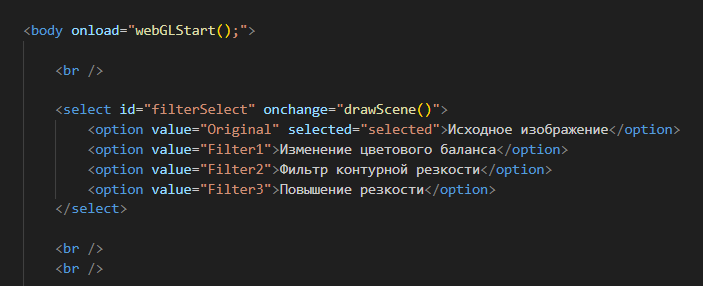 <body onload="webGLStart();">
<br />
<select id="filterSelect" onchange="drawScene()">
<option value="Original" selected="selected">Исходное изображение</option>
<option value="Filter1">Изменение цветового баланса</option>
<option value="Filter2">Фильтр контурной резкости</option>
<option value="Filter3">Повышение резкости</option>
</select>
<br />
<br />